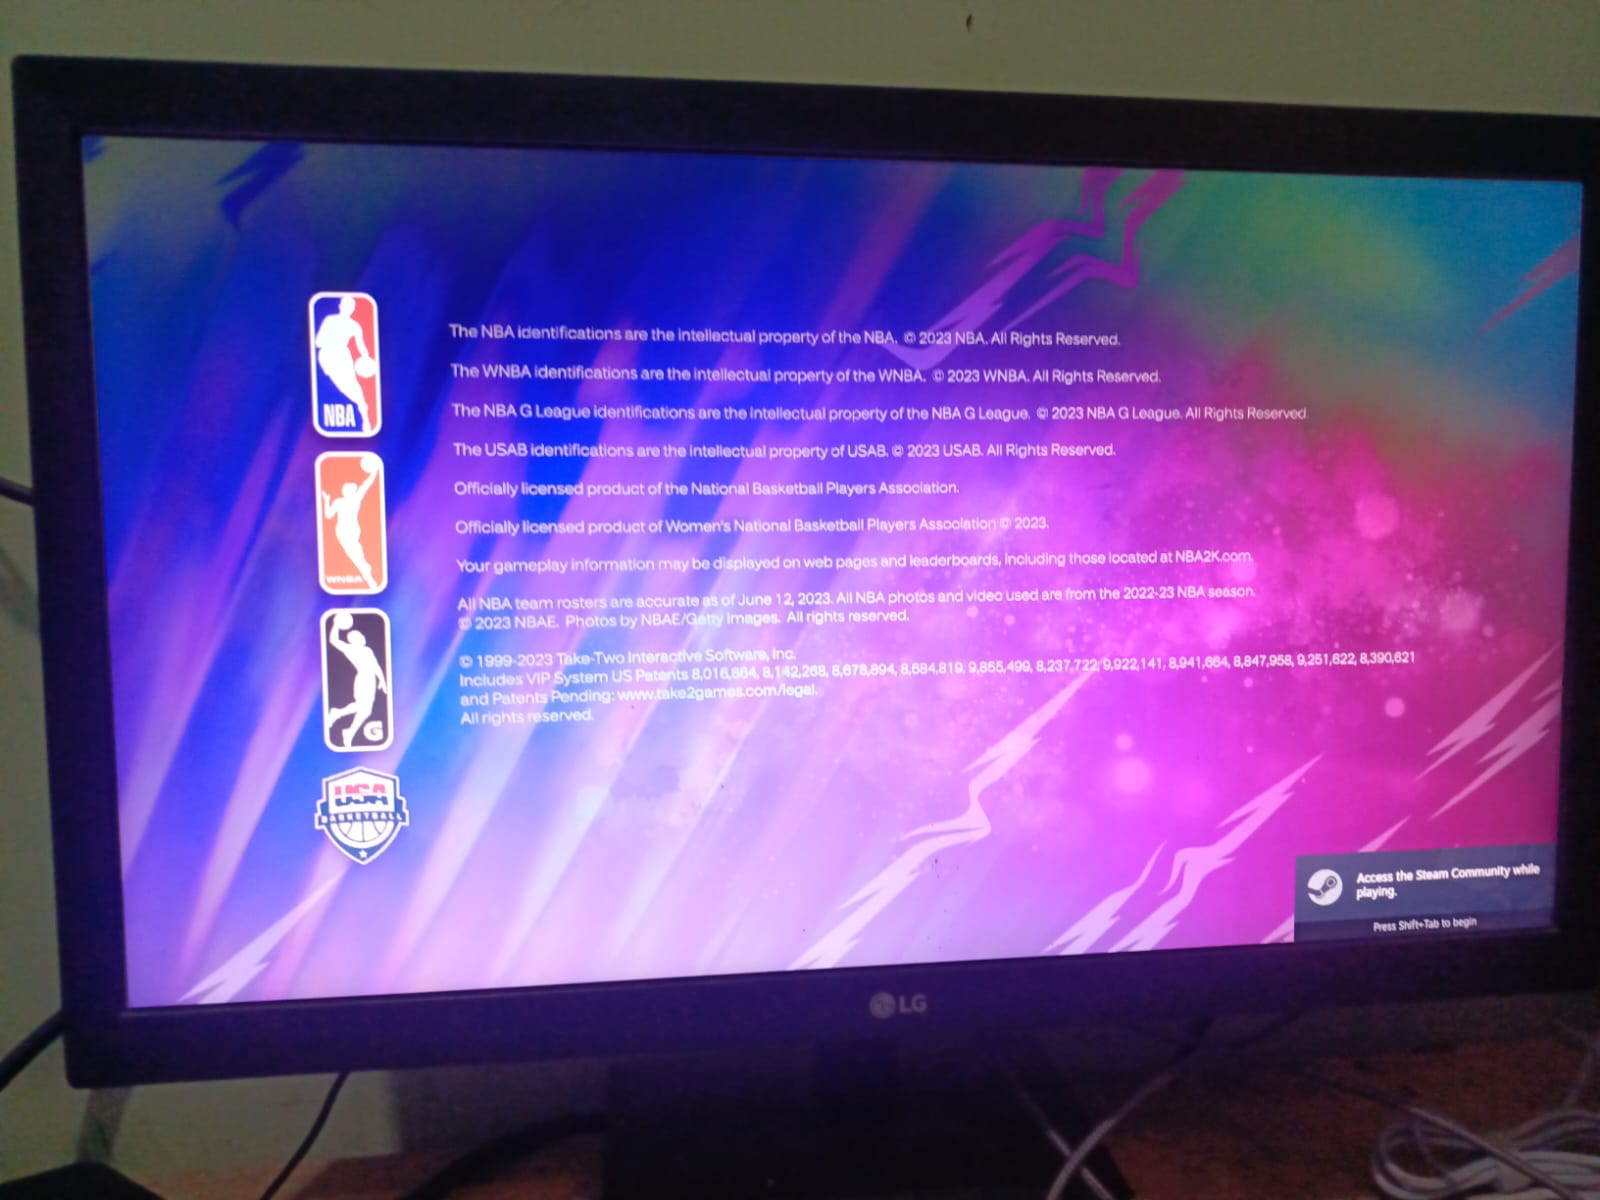 The NBA identifications are the intellectual property of the NBA. © 2023 NBA. All Rights Reserved.
The WNBA identifications are the intellectual property of the WNBA. © 2023 WNBA. All Rights Reserved.
The NBA G League identifications are the intellectual property of the NBA G League. © 2023 NBA G League. All Rights Reserved.
The USAB identifications are the intellectual property of USAB. © 2023 USAB. All Rights Reserved.
Officially licensed product of the National Basketball Players Association.
Officially licensed product of Women's National Basketball Players Association © 2023.
Your gameplay information may be displayed on web pages and leaderboards, including those located at NBA2K.com.
All NBA team rosters are accurate as of June 12, 2023. All NBA photos and video used are from the 2022-23 NBA season.
© 2023 NBAE. Photos by NBAE/Getty Images. All rights reserved.
© 1999-2023 Take-Two Interactive Software, Inc.
Includes VIP System US Patents 8,016,664, 8,142,268, 8,678,894, 8,684,819, 9,855,499, 8,237,722, 9,922,141, 8,941,664, 8,847,958, 9,251,622, 8,390,621
and Patents Pending: www.take2games.com/legal.
All rights reserved.
NBA
WNBA
G
USA
BASKETBALL
Access the Steam Community while
playing.
Press Shift+Tab to begin
LG